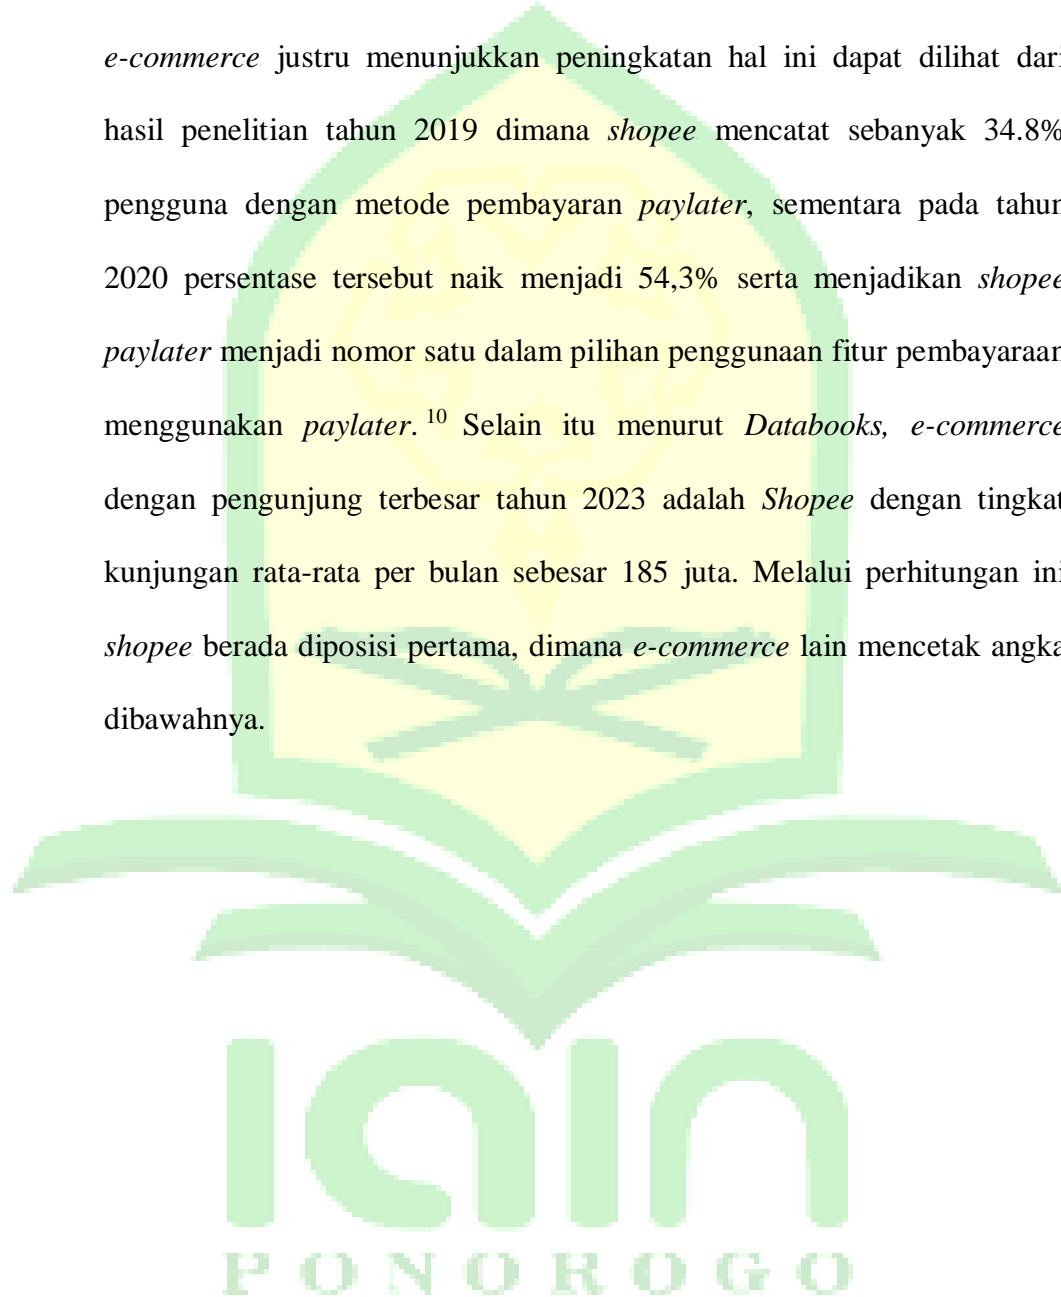 e-commerce justru menunjukkan peningkatan hal ini dapat dilihat dari
hasil penelitian tahun 2019 dimana shopee mencatat sebanyak 34.8%
pengguna dengan metode pembayaran paylater, sementara pada tahun
2020 persentase tersebut naik menjadi 54,3% serta menjadikan shopee
paylater menjadi nomor satu dalam pilihan penggunaan fitur pembayaraan
menggunakan paylater. 10 Selain itu menurut Databooks, e-commerce
dengan pengunjung terbesar tahun 2023 adalah Shopee dengan tingkat
kunjungan rata-rata per bulan sebesar 185 juta. Melalui perhitungan ini
shopee berada diposisi pertama, dimana e-commerce lain mencetak angka
dibawahnya.
iain
PONOROGO